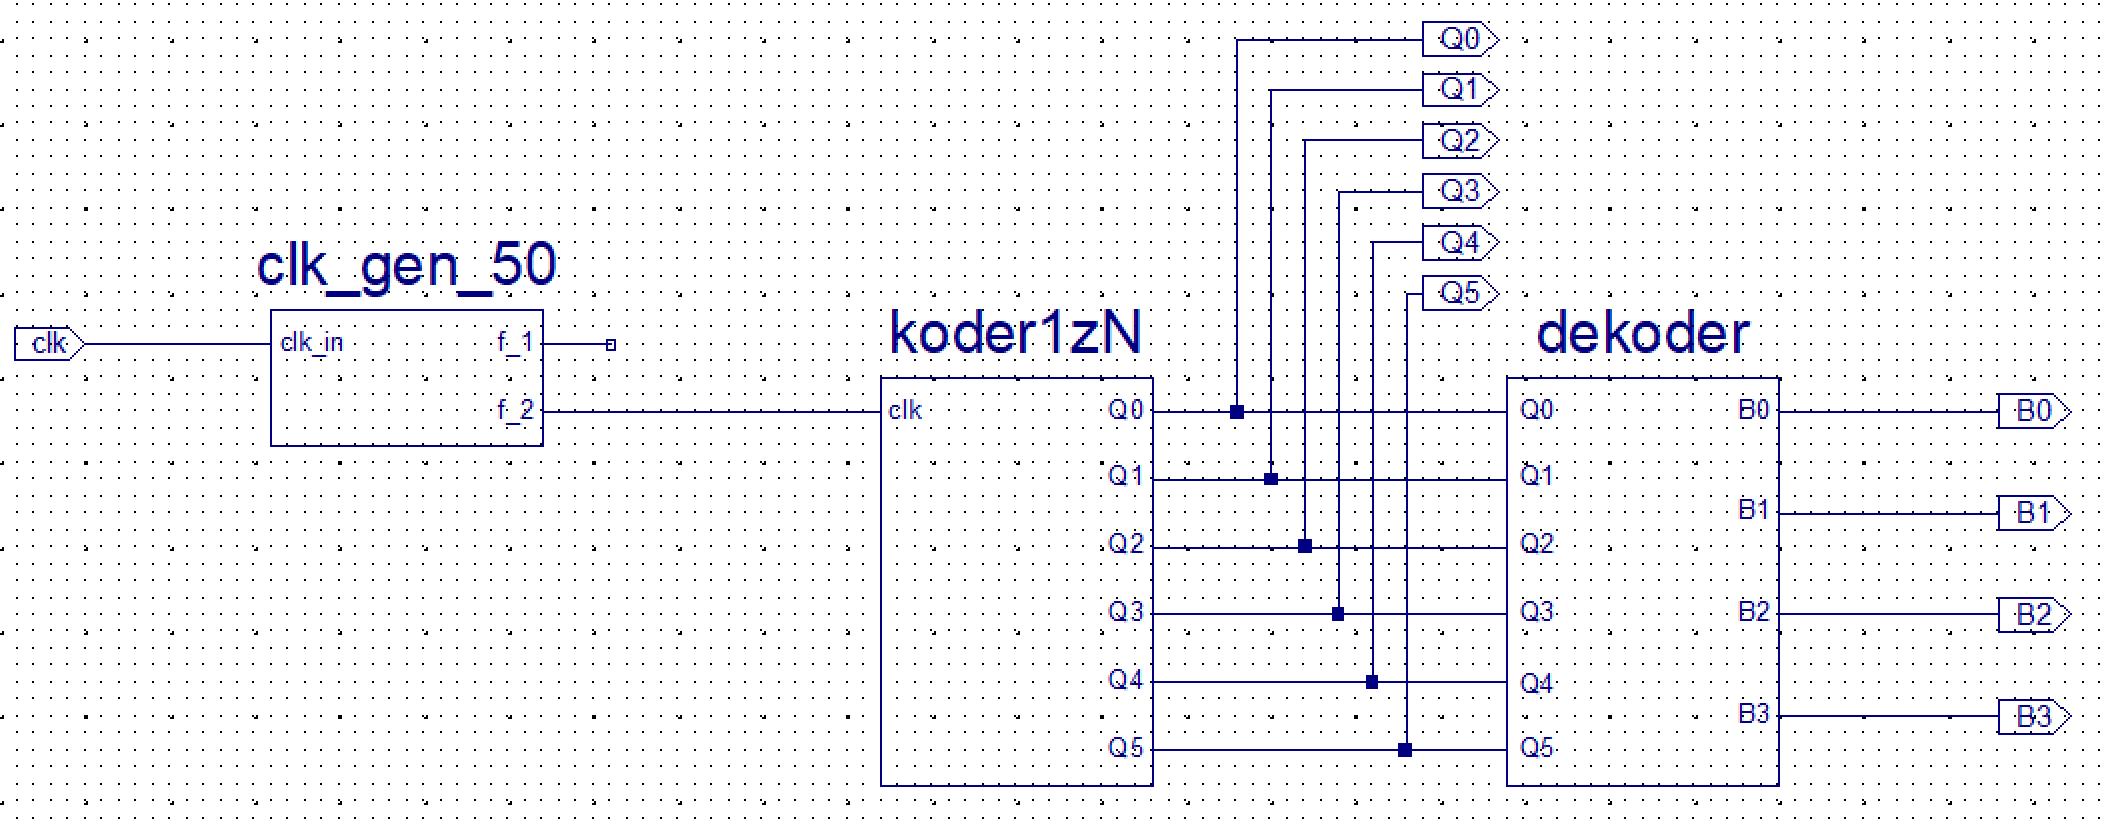 Q0
Q1
Q2
Q3
Q4
Q5
clk_gen_50
clk
clk_in
f_1
f_2
koder1zN
clk
Q0
Q1
Q2
Q3
Q4
Q5
dekoder
Q0
Q1
Q2
Q3
Q4
Q5
B0
B1
B2
B3
B0
B1
B2
B3